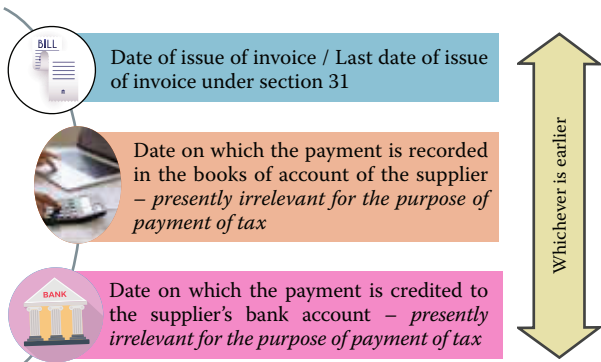 BILL
Date of issue of invoice / Last date of issue
of invoice under section 31
Date on which the payment is recorded
in the books of account of the supplier
– presently irrelevant for the purpose of
payment of tax
BANK
Date on which the payment is credited to
the supplier's bank account – presently
irrelevant for the purpose of payment of tax
Whichever is earlier